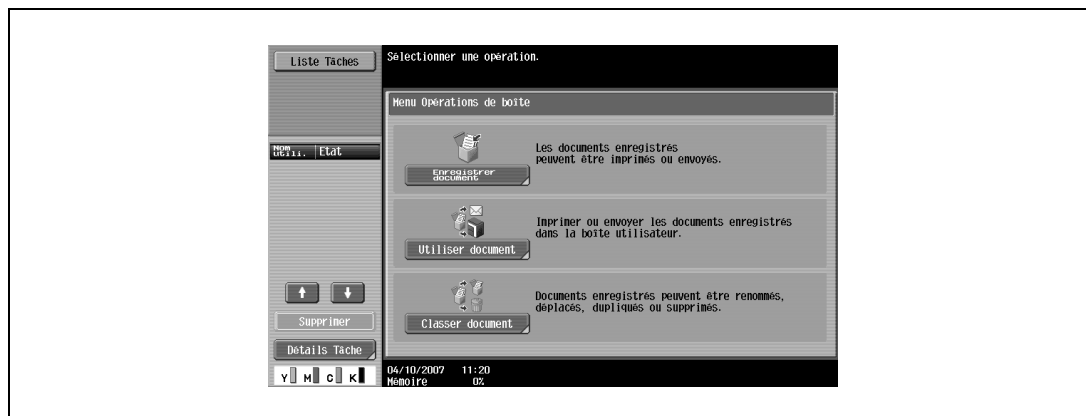 Liste Tâches
Sélectionner une opération.
Menu Opérations de boîte
Nom utili. Etat
Enregistrer document
Les documents enregistrés
peuvent être imprimés ou envoyés.
Utiliser document
Imprimer ou envoyer les documents enregistrés
dans la boîte utilisateur.
Classer document
Documents enregistrés peuvent être renommés,
déplacés, dupliqués ou supprimés.
Supprimer
Détails Tâche
Y M C K
04/10/2007 11:20
Mémoire 0%